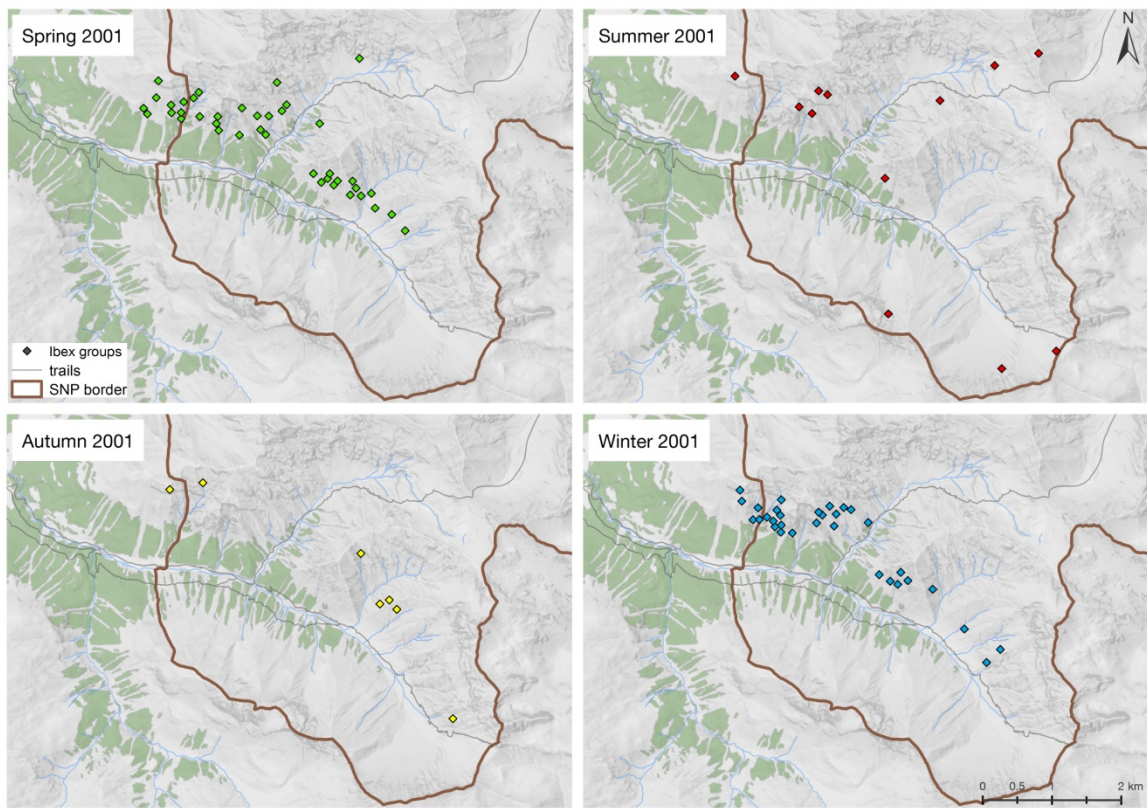 Spring 2001
Summer 2001
N
Ibex groups
trails
SNP border
Autumn 2001
Winter 2001
0 0.5 1 2 km